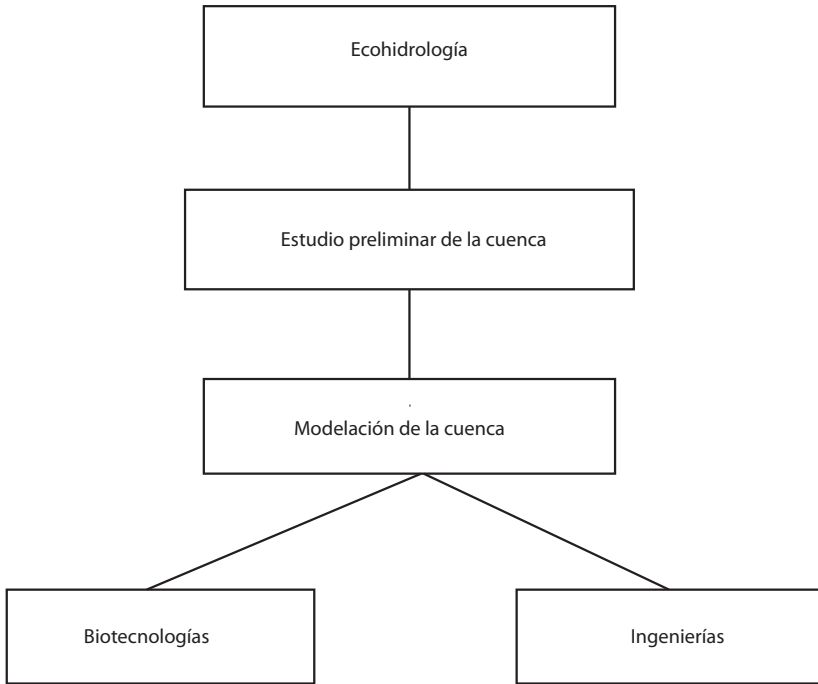 Ecohidrología
Estudio preliminar de la cuenca
Modelación de la cuenca
Biotecnologías
Ingenierías